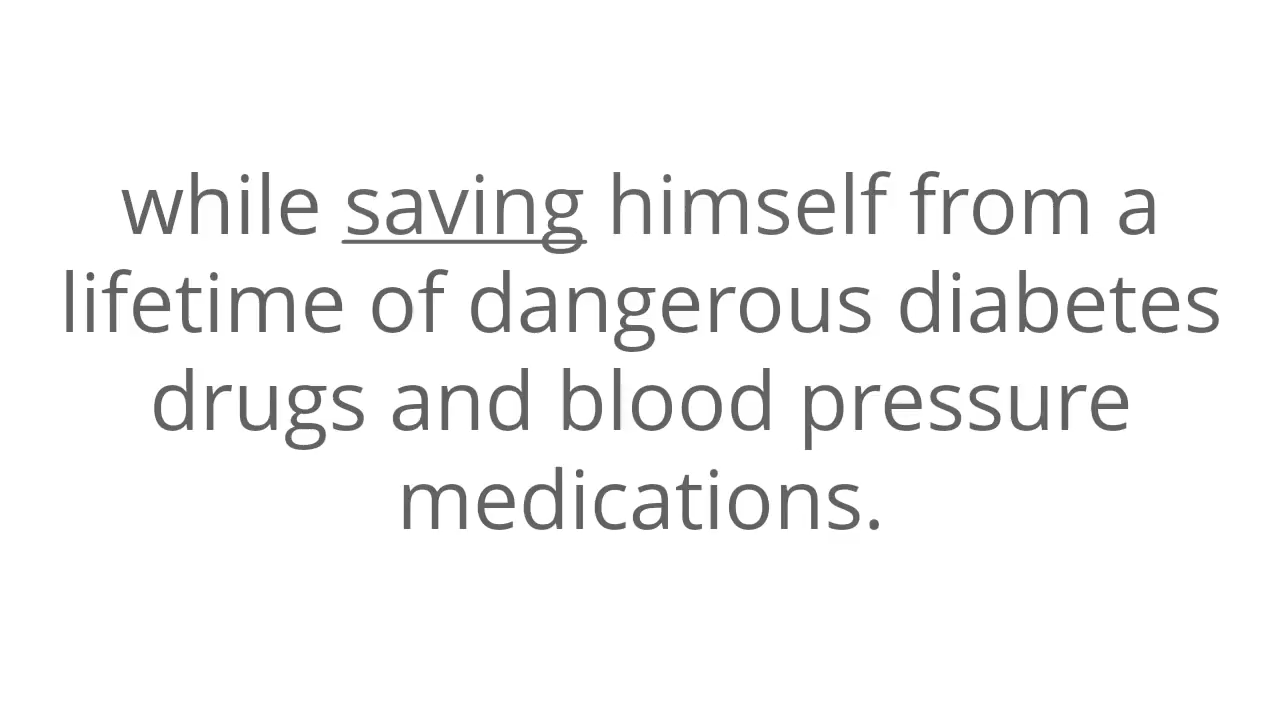 while saving himself from a
lifetime of dangerous diabetes
drugs and blood pressure
medications.